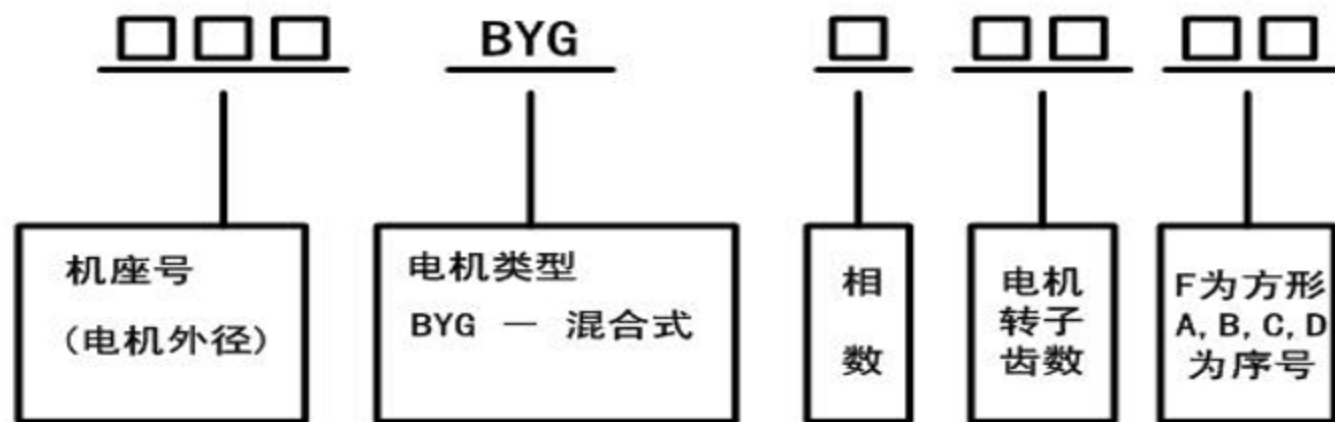 □□□ BYG □ □□ □□
机座号
(电机外径)
电机类型
BYG — 混合式
相
数
电机
转子
齿数
F为方形
A, B, C, D
为序号